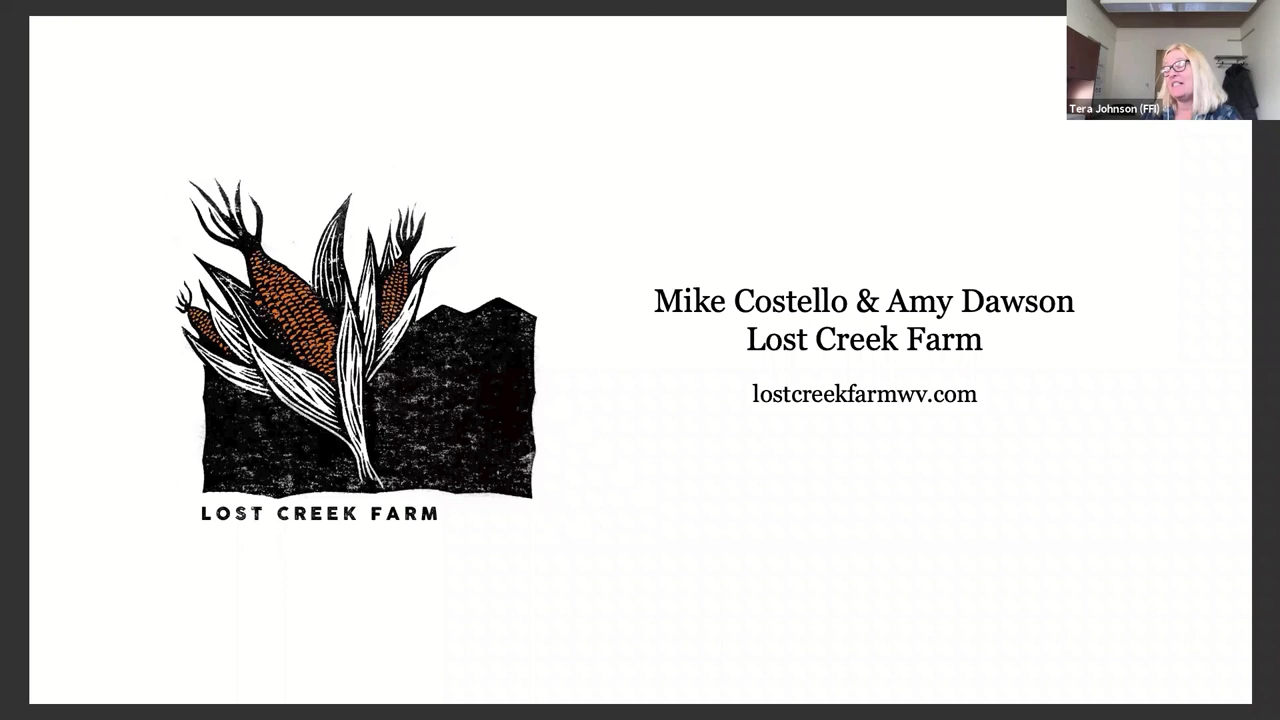 Tera Johnson (FFI)
Mike Costello & Amy Dawson
Lost Creek Farm
lostcreekfarmwv.com
LOST CREEK FARM